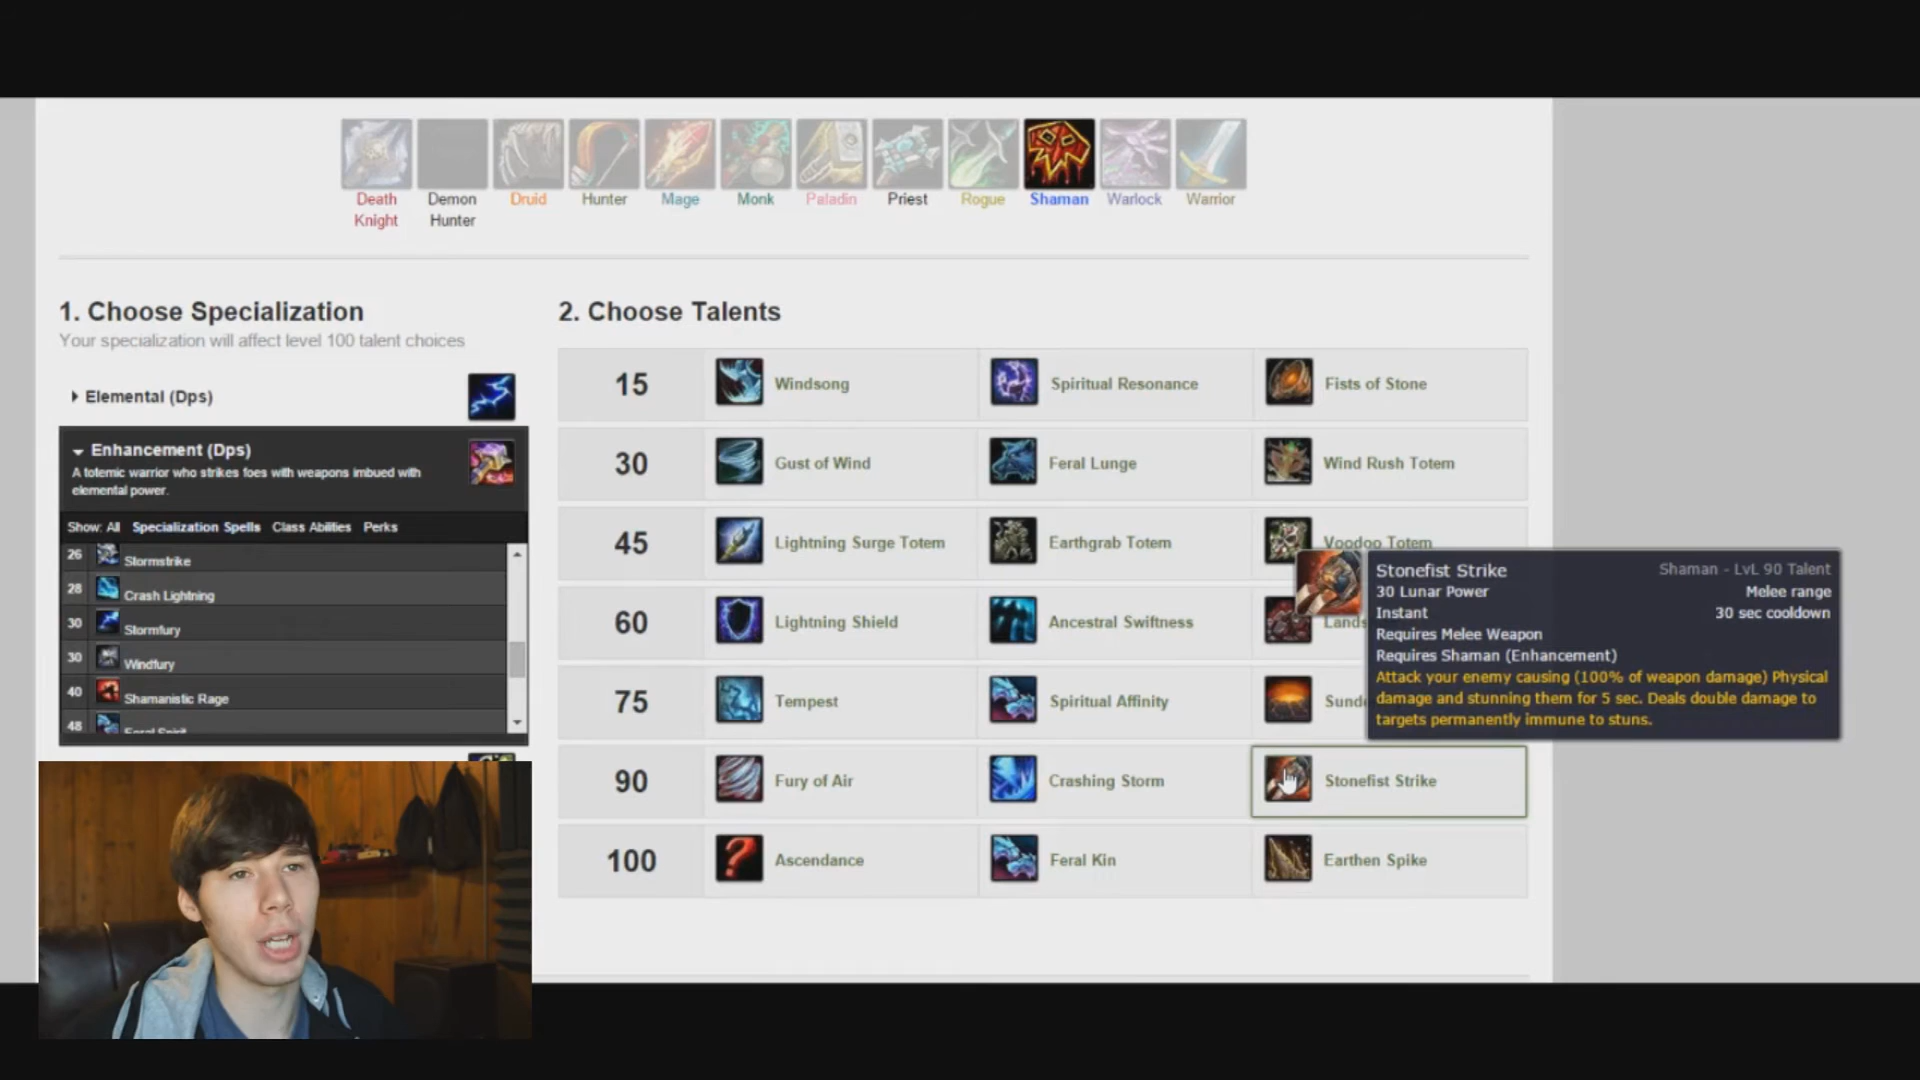 Death Knight
Demon Hunter
Druid
Hunter
Mage
Monk
Paladin
Priest
Rogue
Shaman
Warlock
Warrior
1. Choose Specialization
Your specialization will affect level 100 talent choices
Elemental (Dps)
Enhancement (Dps)
A totemic warrior who strikes foes with weapons imbued with
elemental power.
Show: All Specialization Spells Class Abilities Perks
26 Stormstrike
28 Crash Lightning
30 Stormfury
30 Windfury
40 Shamanistic Rage
48 Feral Spirit
2. Choose Talents
15 Windsong Spiritual Resonance Fists of Stone
30 Gust of Wind Feral Lunge Wind Rush Totem
45 Lightning Surge Totem Earthgrab Totem Voodoo Totem
60 Lightning Shield Ancestral Swiftness Lands
75 Tempest Spiritual Affinity Sund
90 Fury of Air Crashing Storm Stonefist Strike
100 Ascendance Feral Kin Earthen Spike
Stonefist Strike Shaman - LvL 90 Talent
30 Lunar Power Melee range
Instant 30 sec cooldown
Requires Melee Weapon
Requires Shaman (Enhancement)
Attack your enemy causing (100% of weapon damage) Physical
damage and stunning them for 5 sec. Deals double damage to
targets permanently immune to stuns.